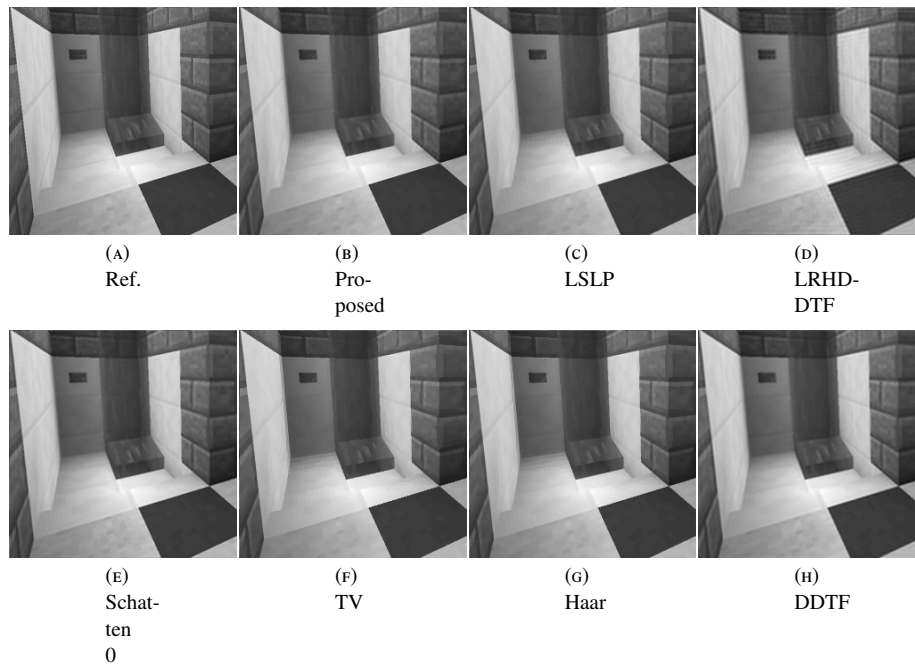 (A)
Ref.
(B)
Pro-
posed
(C)
LSLP
(D)
LRHD-
DTF
(E)
Schat-
ten
0
(F)
TV
(G)
Haar
(H)
DDTF